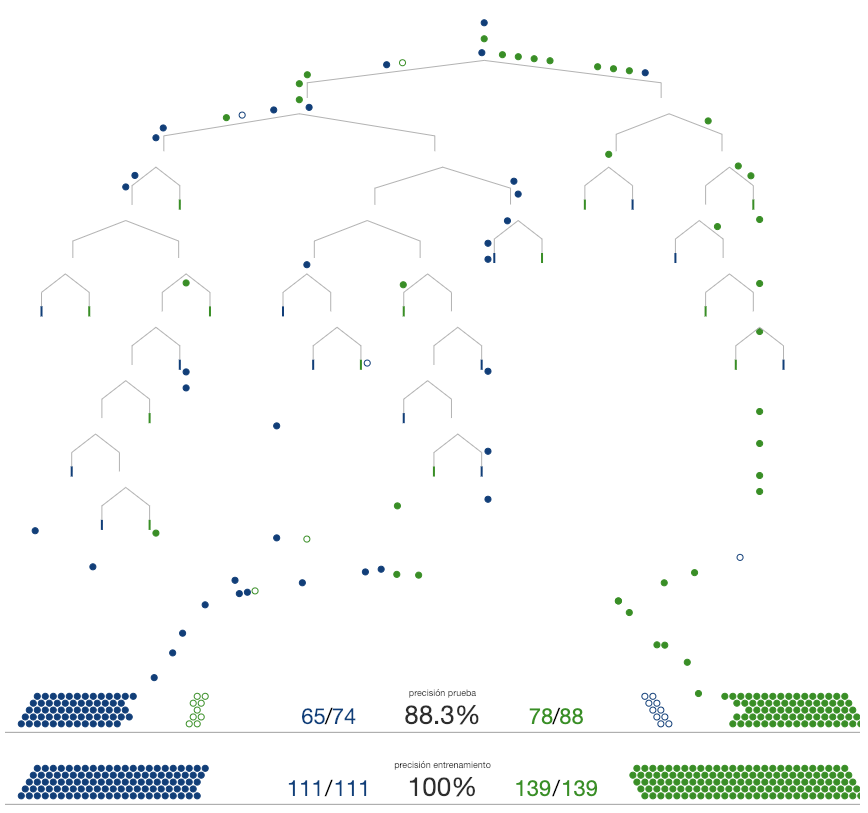 precisión prueba
65/74 88.3% 78/88
precisión entrenamiento
111/111 100% 139/139